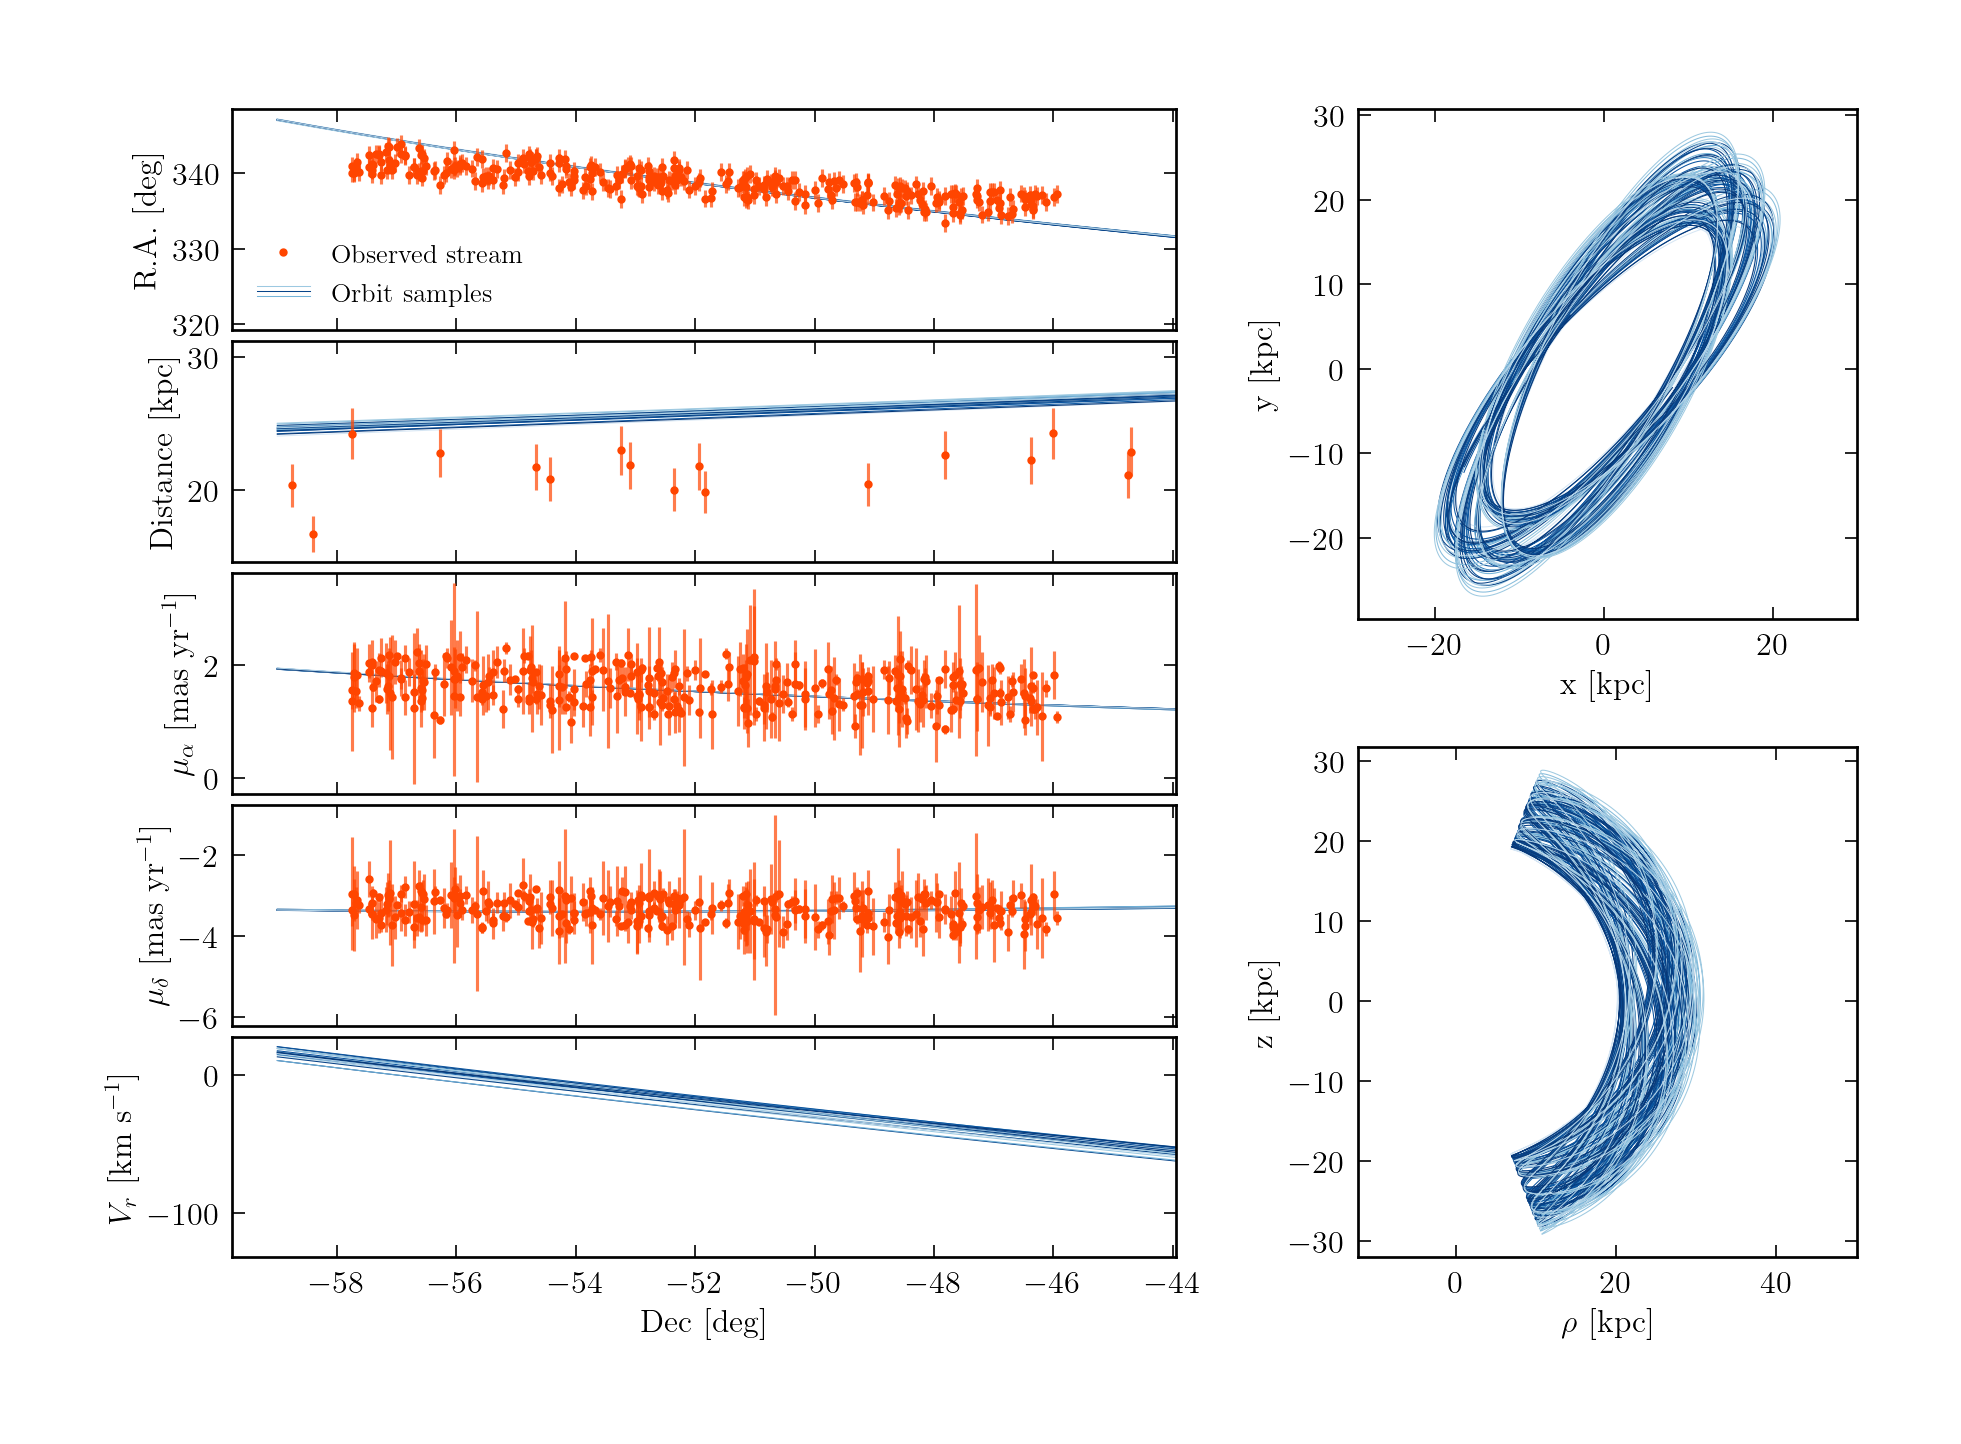 R.A. [deg]
340
330
320
Observed stream
Orbit samples
Distance [kpc]
30
20
μα [mas yr−1]
2
0
μδ [mas yr−1]
−2
−4
−6
Vr [km s−1]
0
−100
−58 −56 −54 −52 −50 −48 −46 −44
Dec [deg]
y [kpc]
30
20
10
0
−10
−20
−20 0 20
x [kpc]
z [kpc]
30
20
10
0
−10
−20
−30
0 20 40
ρ [kpc]